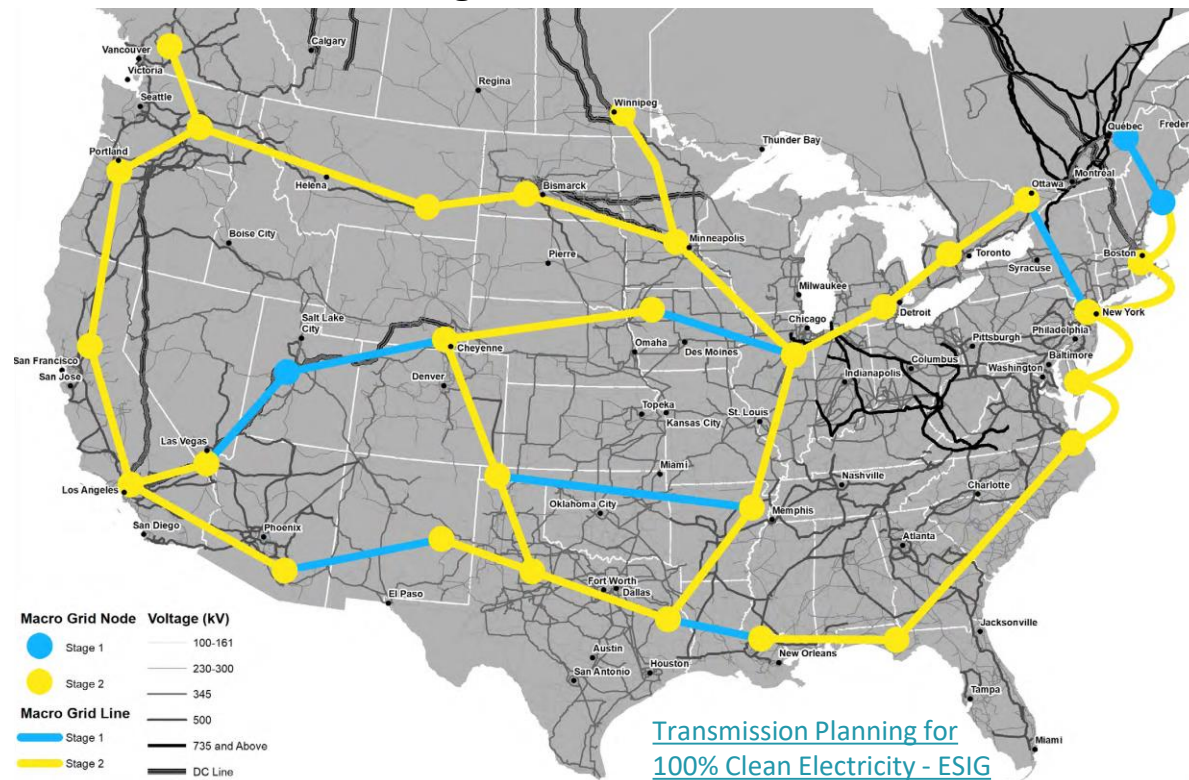 Calgary
Vancouver
Victoria
Regina
Winnipeg
Seattle
Thunder Bay
Québec
Freder
Portland
Montréal
Ottawa
Helena
Bismarck
Minneapolis
Boise City
Pierre
Toronto
Syracuse
Boston
Milwaukee
Detroit
New York
Salt Lake
City
Chicago
Cheyenne
Omaha
Des Moines
Pittsburgh
Philadelphia
San Francisco
San Jose
Denver
Columbus
Baltimore
Indianapolis
Washington
Topeka
Kansas City
St. Louis
Las Vegas
Miami
Nashville
Los Angeles
Oklahoma City
Memphis
Charlotte
San Diego
Phoenix
Atlanta
El Paso
Fort Worth
Dallas
Macro Grid Node
Stage 1
Stage 2
Macro Grid Line
Stage 1
Stage 2
Voltage (kV)
100-161
230-300
345
500
735 and Above
DC Line
Jacksonville
Austin
San Antonio
Houston
New Orleans
Tampa
Miami
Transmission Planning for
100% Clean Electricity - ESIG